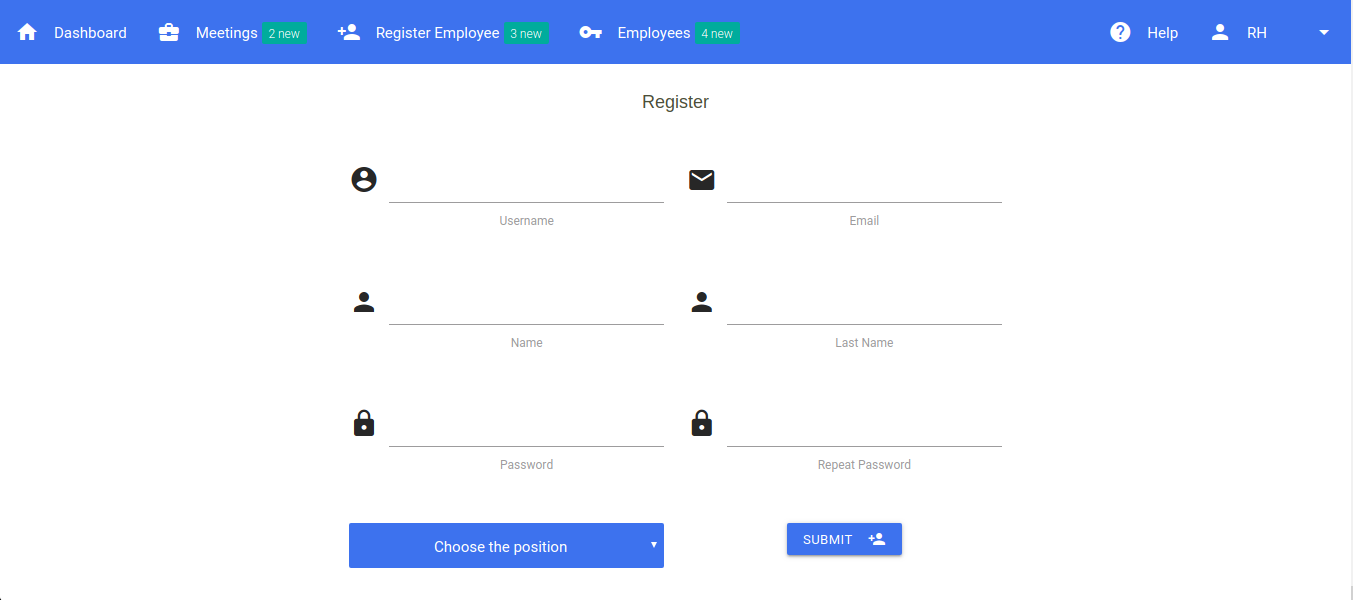 Dashboard Meetings 2 new Register Employee 3 new Employees 4 new Help RH
Register
Username Email
Name Last Name
Password Repeat Password
Choose the position SUBMIT